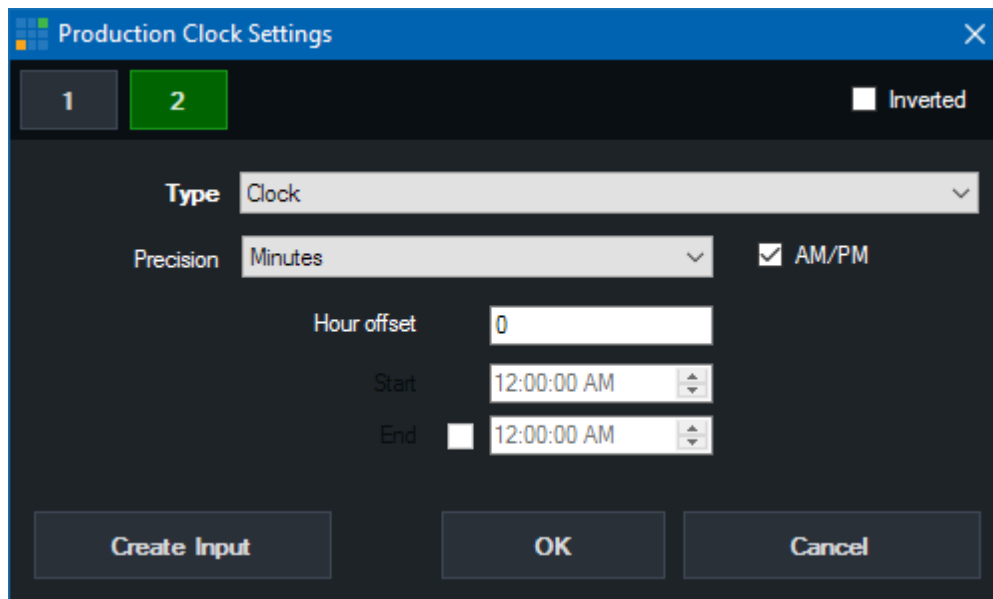 Production Clock Settings
1 2 Inverted
Type Clock
Precision Minutes AM/PM
Hour offset 0
Start 12:00:00 AM
End 12:00:00 AM
Create Input OK Cancel